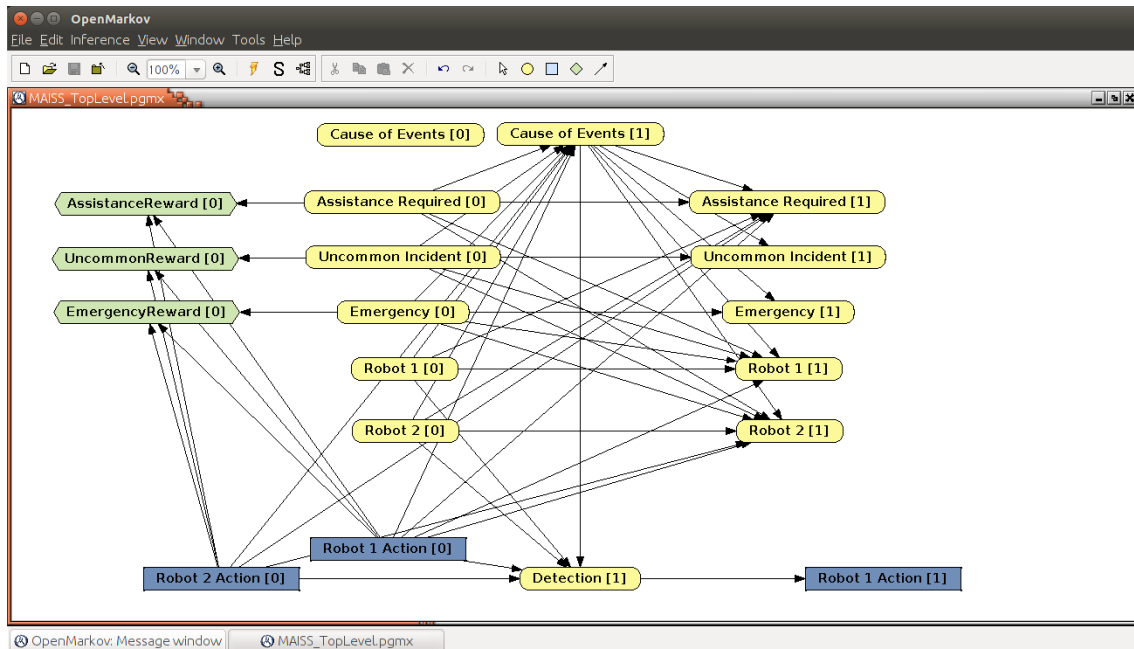 OpenMarkov
File Edit Inference View Window Tools Help
100% S
MAISS_TopLevel.pgmx
Cause of Events [0] Cause of Events [1]
AssistanceReward [0] Assistance Required [0] Assistance Required [1]
UncommonReward [0] Uncommon Incident [0] Uncommon Incident [1]
EmergencyReward [0] Emergency [0] Emergency [1]
Robot 1 [0] Robot 1 [1]
Robot 2 [0] Robot 2 [1]
Robot 1 Action [0]
Robot 2 Action [0] Detection [1] Robot 1 Action [1]
OpenMarkov: Message window MAISS_TopLevel.pgmx